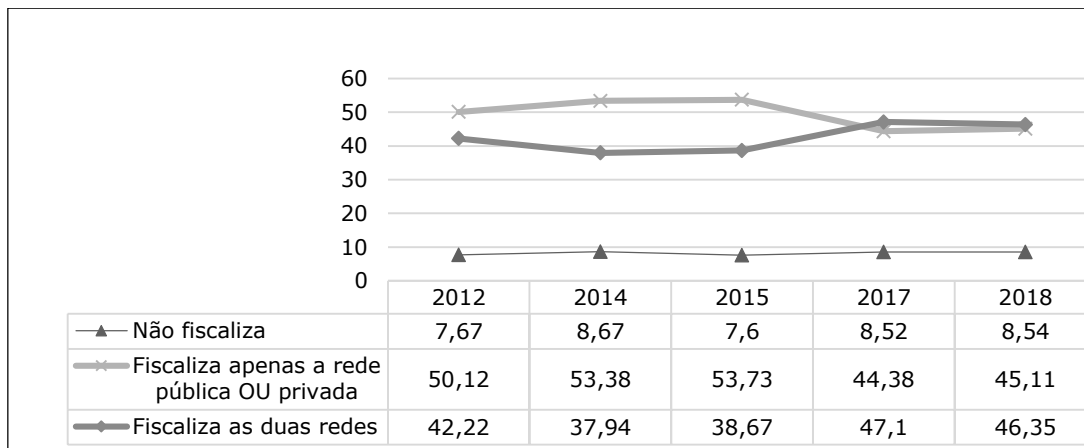 60
50
40
30
20
10
0
2012 2014 2015 2017 2018
Não fiscaliza 7,67 8,67 7,6 8,52 8,54
Fiscaliza apenas a rede
pública OU privada 50,12 53,38 53,73 44,38 45,11
Fiscaliza as duas redes 42,22 37,94 38,67 47,1 46,35